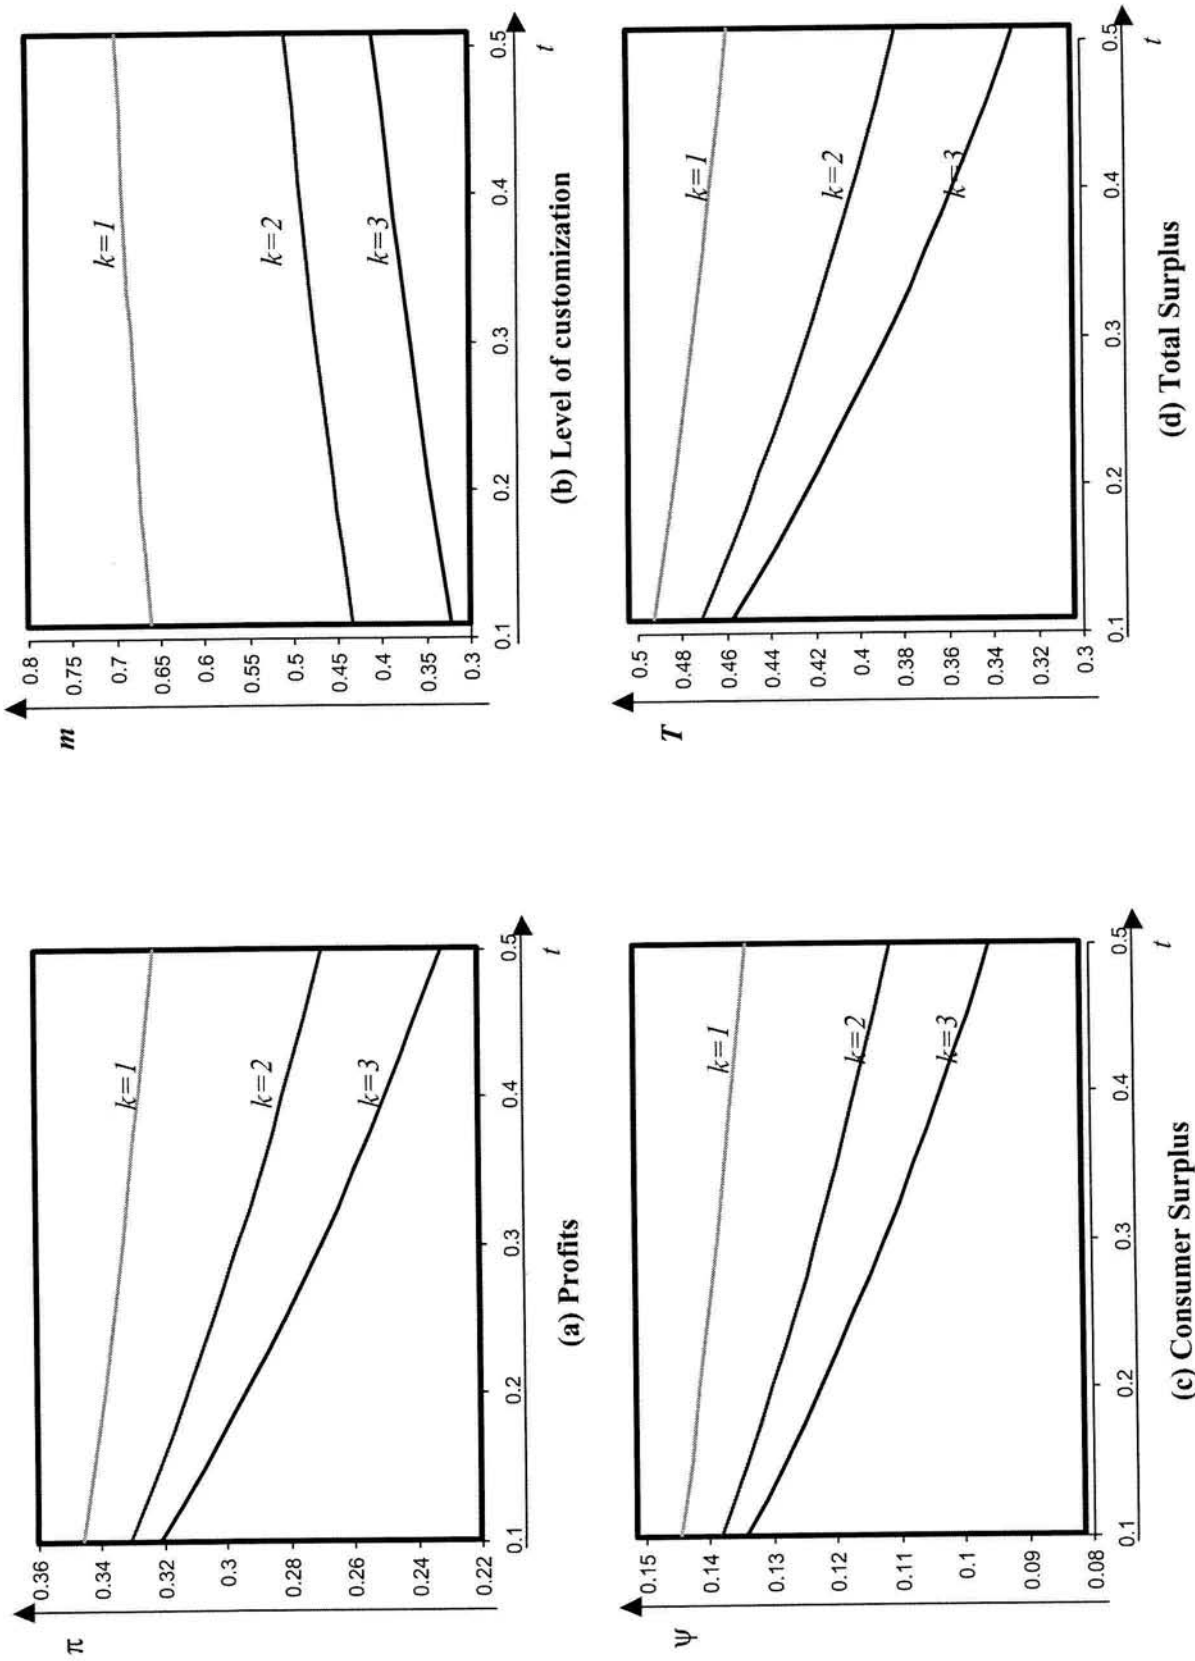 π
0.36
0.34
0.32
0.3
0.28
0.26
0.24
0.22
k=1
k=2
k=3
0.1
0.2
0.3
0.4
0.5
t
(a) Profits
m
0.8
0.75
0.7
0.65
0.6
0.55
0.5
0.45
0.4
0.35
0.3
k=1
k=2
k=3
0.1
0.2
0.3
0.4
0.5
t
(b) Level of customization
ψ
0.15
0.14
0.13
0.12
0.11
0.1
0.09
0.08
k=1
k=2
k=3
0.1
0.2
0.3
0.4
0.5
t
(c) Consumer Surplus
T
0.5
0.48
0.46
0.44
0.42
0.4
0.38
0.36
0.34
0.32
0.3
k=1
k=2
k=3
0.1
0.2
0.3
0.4
0.5
t
(d) Total Surplus